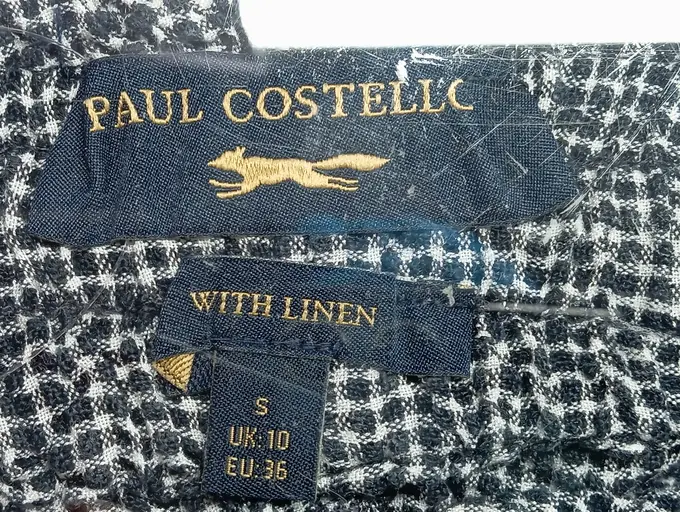 PAUL COSTELLO
WITH LINEN
S
UK:10
EU:36